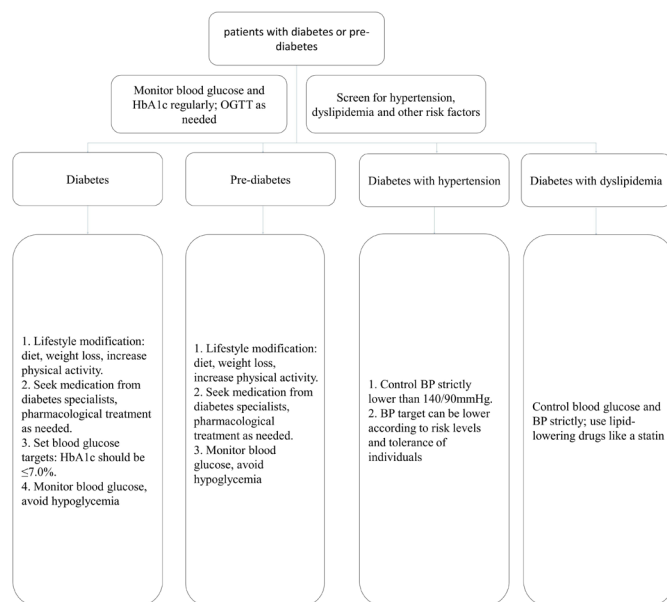 patients with diabetes or pre-
diabetes
Monitor blood glucose and
HbA1c regularly; OGTT as
needed
Screen for hypertension,
dyslipidemia and other risk
factors
Diabetes
Pre-diabetes
Diabetes with hypertension
Diabetes with dyslipidemia
1. Lifestyle modification:
diet, weight loss, increase
physical activity.
2. Seek medication from
diabetes specialists,
pharmacological treatment
as needed.
3. Set blood glucose
targets: HbA1c should be
≤7.0%.
4. Monitor blood glucose,
avoid hypoglycemia
1. Lifestyle modification:
diet, weight loss,
increase physical activity.
2. Seek medication from
diabetes specialists,
pharmacological
treatment as needed.
3. Monitor blood
glucose, avoid
hypoglycemia
1. Control BP strictly
lower than 140/90mmHg.
2. BP target can be lower
according to risk levels
and tolerance of
individuals
Control blood glucose and
BP strictly; use lipid-
lowering drugs like a statin